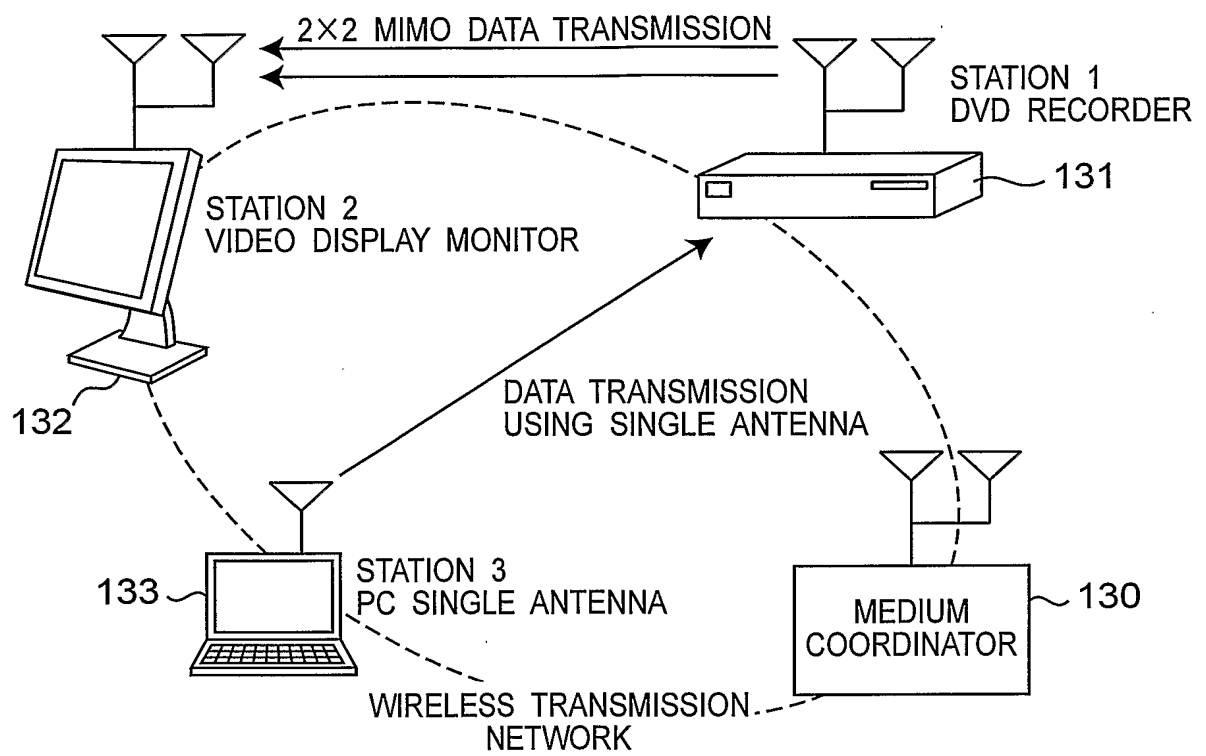 2×2 MIMO DATA TRANSMISSION
STATION 1
DVD RECORDER
131
STATION 2
VIDEO DISPLAY MONITOR
132
DATA TRANSMISSION
USING SINGLE ANTENNA
133
STATION 3
PC SINGLE ANTENNA
MEDIUM
COORDINATOR
130
WIRELESS TRANSMISSION
NETWORK